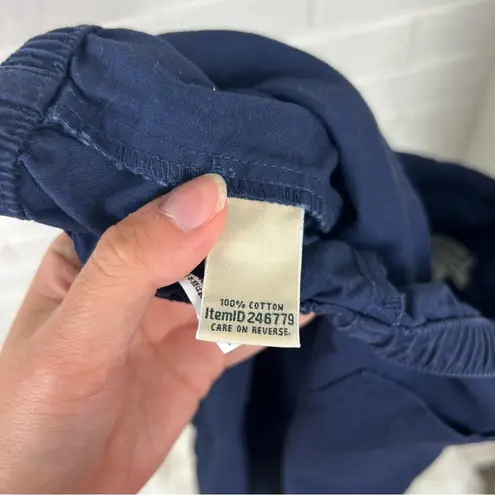 100% COTTON
ItemID 246779
CARE ON REVERSE